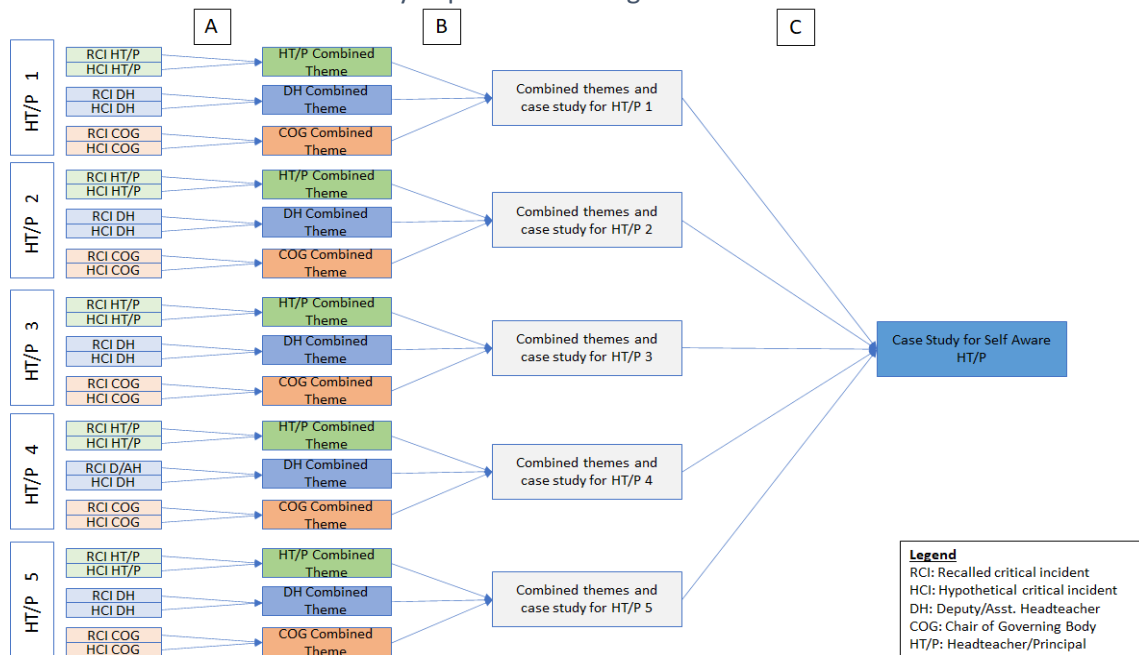 A
B
C
HT/P 1
RCI HT/P
HCI HT/P
RCI DH
HCI DH
RCI COG
HCI COG
HT/P Combined
Theme
DH Combined
Theme
COG Combined
Theme
Combined themes and
case study for HT/P 1
HT/P 2
RCI HT/P
HCI HT/P
RCI DH
HCI DH
RCI COG
HCI COG
HT/P Combined
Theme
DH Combined
Theme
COG Combined
Theme
Combined themes and
case study for HT/P 2
HT/P 3
RCI HT/P
HCI HT/P
RCI DH
HCI DH
RCI COG
HCI COG
HT/P Combined
Theme
DH Combined
Theme
COG Combined
Theme
Combined themes and
case study for HT/P 3
HT/P 4
RCI HT/P
HCI HT/P
RCI D/AH
HCI DH
RCI COG
HCI COG
HT/P Combined
Theme
DH Combined
Theme
COG Combined
Theme
Combined themes and
case study for HT/P 4
HT/P 5
RCI HT/P
HCI HT/P
RCI DH
HCI DH
RCI COG
HCI COG
HT/P Combined
Theme
DH Combined
Theme
COG Combined
Theme
Combined themes and
case study for HT/P 5
Case Study for Self Aware
HT/P
Legend
RCI: Recalled critical incident
HCI: Hypothetical critical incident
DH: Deputy/Asst. Headteacher
COG: Chair of Governing Body
HT/P: Headteacher/Principal